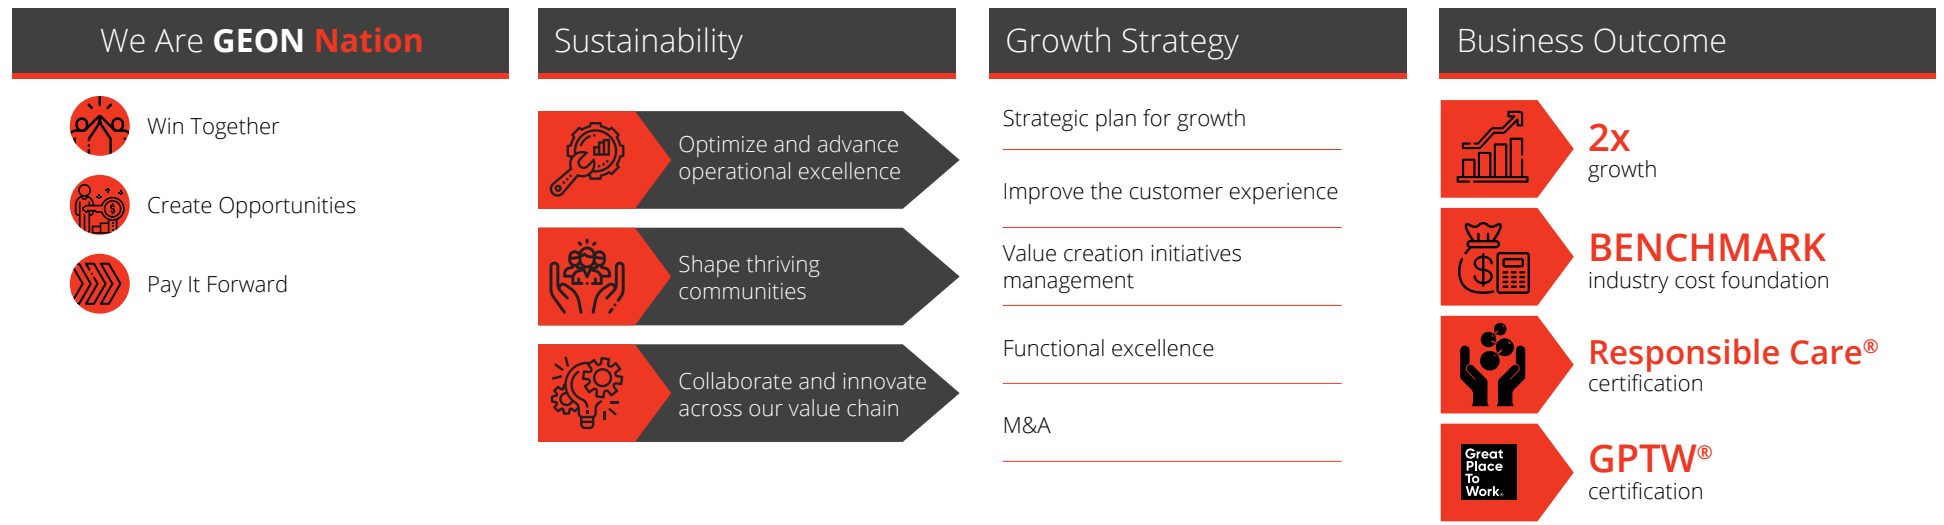 We Are GEON Nation
Win Together
Create Opportunities
Pay It Forward
Sustainability
Optimize and advance
operational excellence
Shape thriving
communities
Collaborate and innovate
across our value chain
Growth Strategy
Strategic plan for growth
Improve the customer experience
Value creation initiatives
management
Functional excellence
M&A
Business Outcome
2x
growth
$
BENCHMARK
industry cost foundation
Responsible Care®
certification
Great
Place
To
Work®
GPTW®
certification